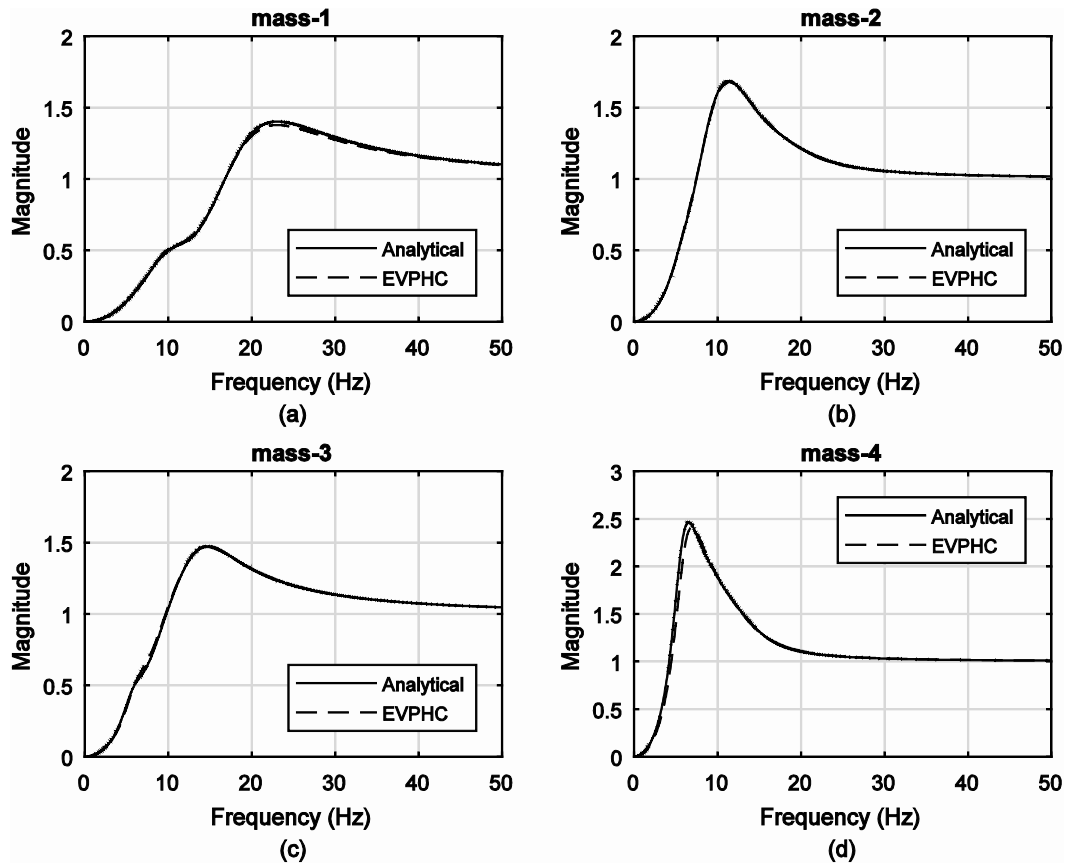 mass-1
2
1.5
1
0.5
0
Magnitude
Analytical
EVPHC
0 10 20 30 40 50
Frequency (Hz)
(a)
mass-2
2
1.5
1
0.5
0
Magnitude
Analytical
EVPHC
0 10 20 30 40 50
Frequency (Hz)
(b)
mass-3
2
1.5
1
0.5
0
Magnitude
Analytical
EVPHC
0 10 20 30 40 50
Frequency (Hz)
(c)
mass-4
3
2.5
2
1.5
1
0.5
0
Magnitude
Analytical
EVPHC
0 10 20 30 40 50
Frequency (Hz)
(d)